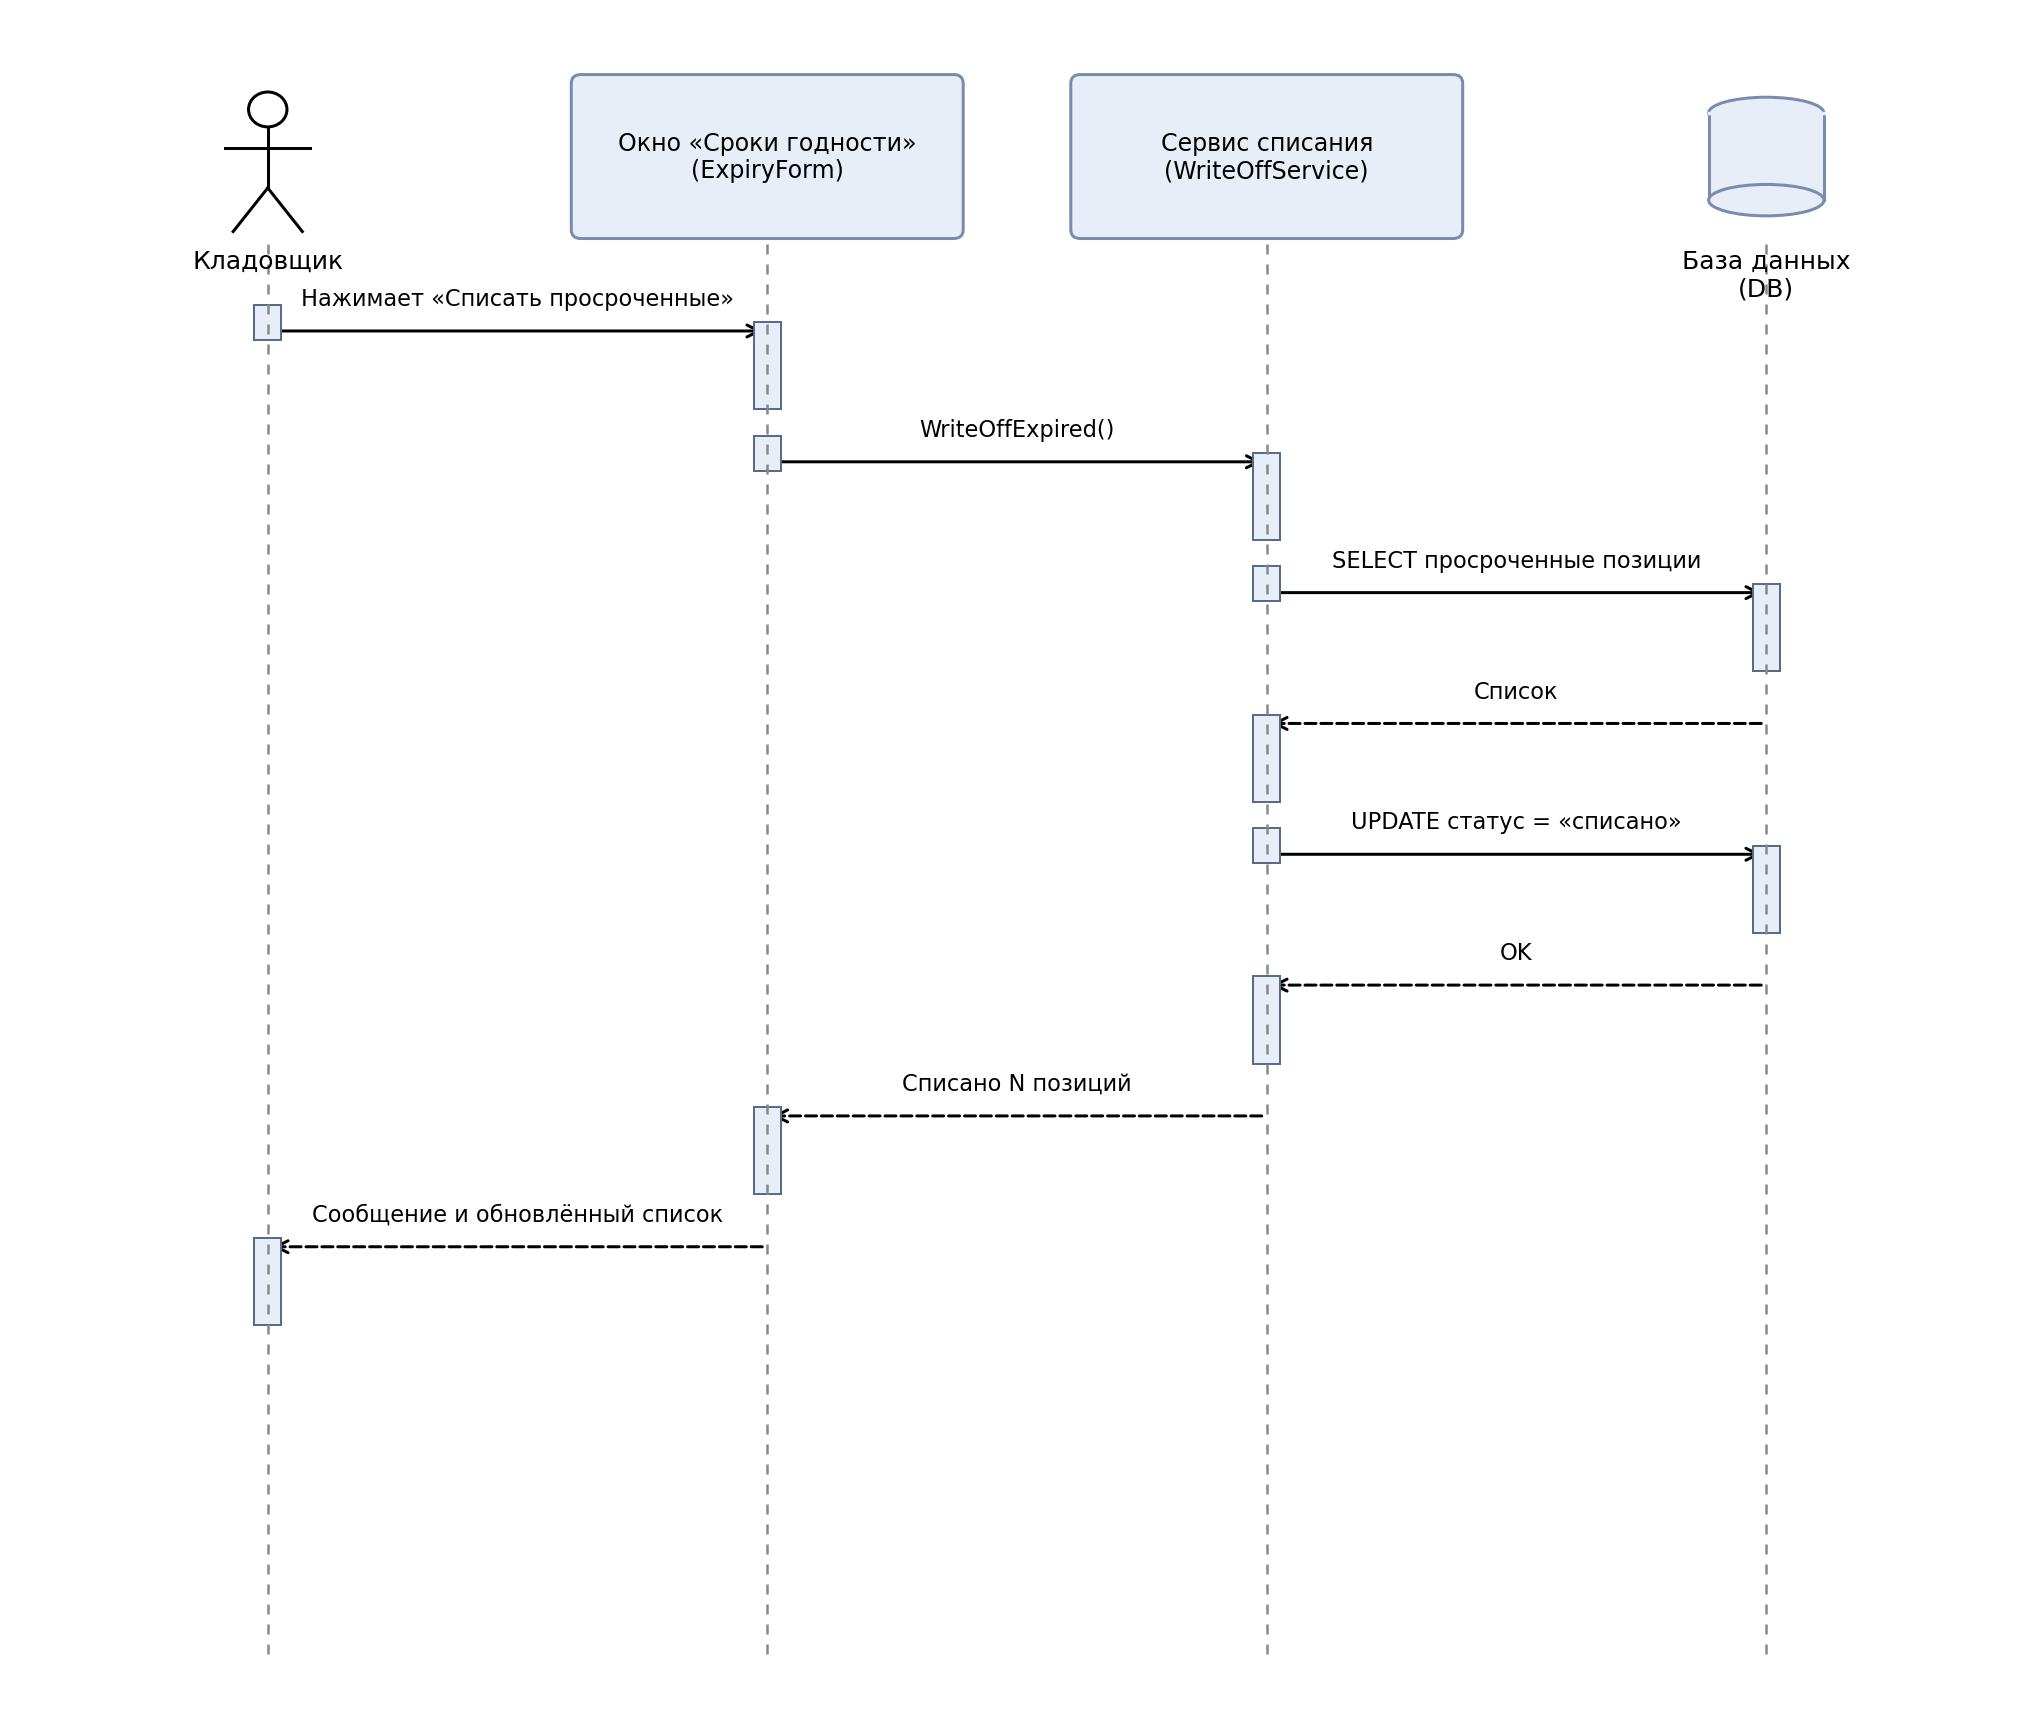 Окно «Сроки годности»
(ExpiryForm)
Сервис списания
(WriteOffService)
Кладовщик
База данных
(DB)
Нажимает «Списать просроченные»
WriteOffExpired()
SELECT просроченные позиции
Список
UPDATE статус = «списано»
OK
Списано N позиций
Сообщение и обновлённый список